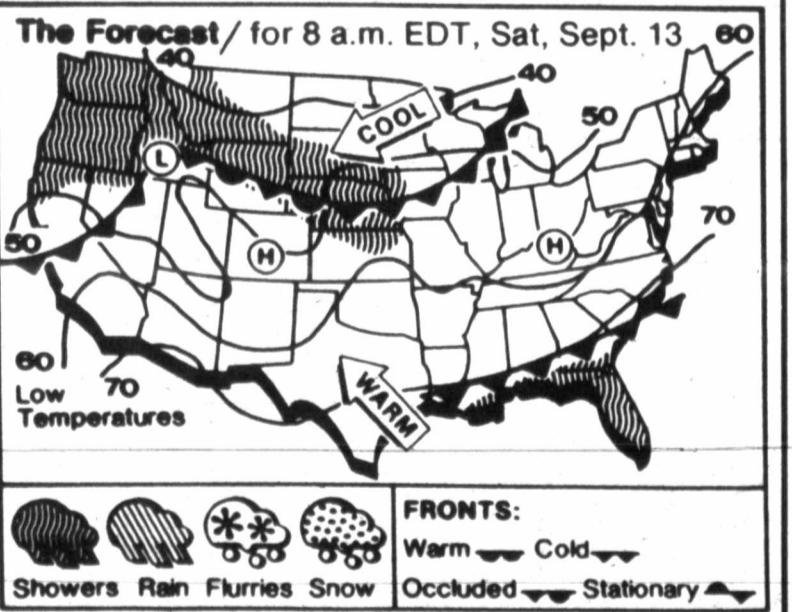 The Forecast / for 8 a.m. EDT, Sat, Sept. 13
60
40
40
COOL
50
L
70
50
H
H
60
70
WARM
Low
Temperatures
Showers Rain Flurries Snow
FRONTS:
Warm Cold
Occluded Stationary